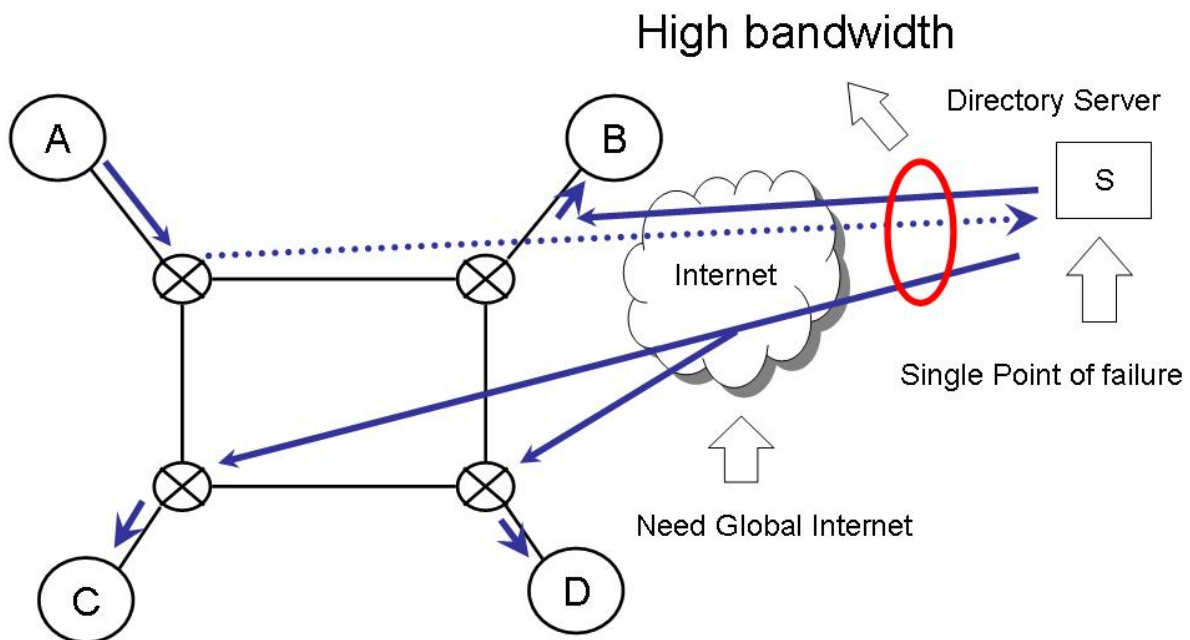 High bandwidth
Directory Server
A
B
S
Internet
Single Point of failure
Need Global Internet
C
D